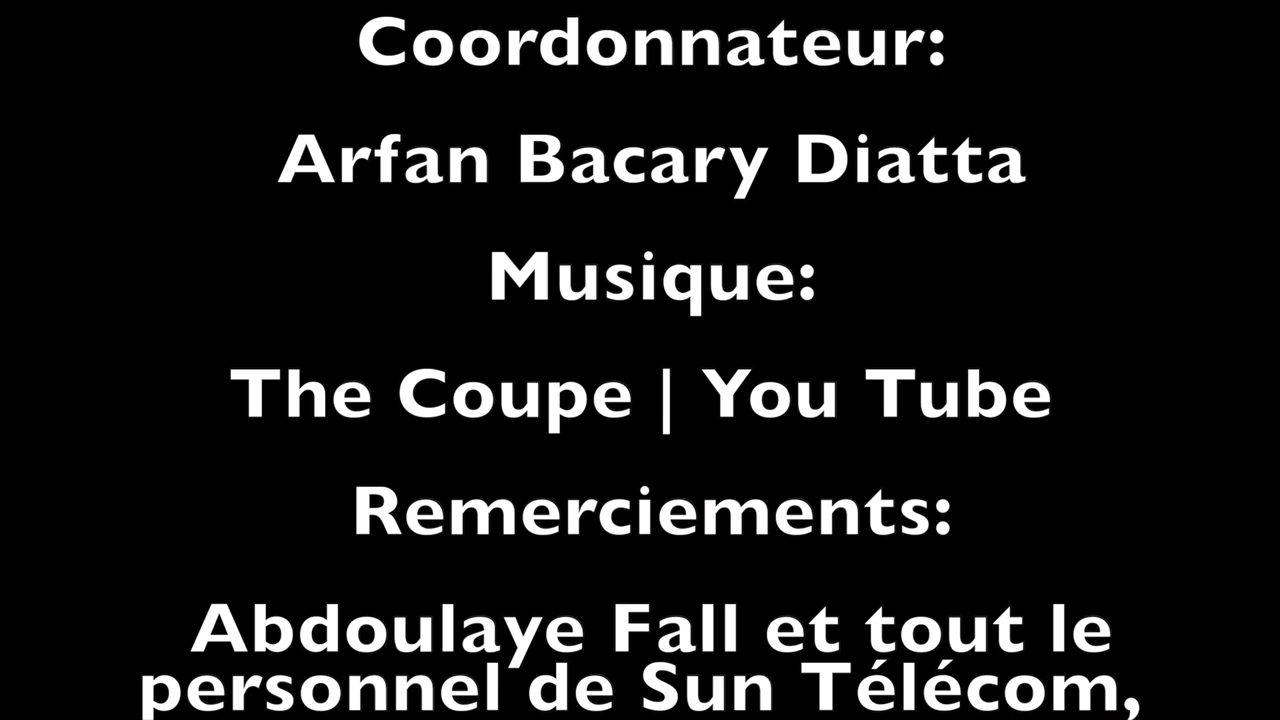 Coordonnateur:
Arfan Bacary Diatta
Musique:
The Coupe | You Tube
Remerciements:
Abdoulaye Fall et tout le
personnel de Sun Télécom,